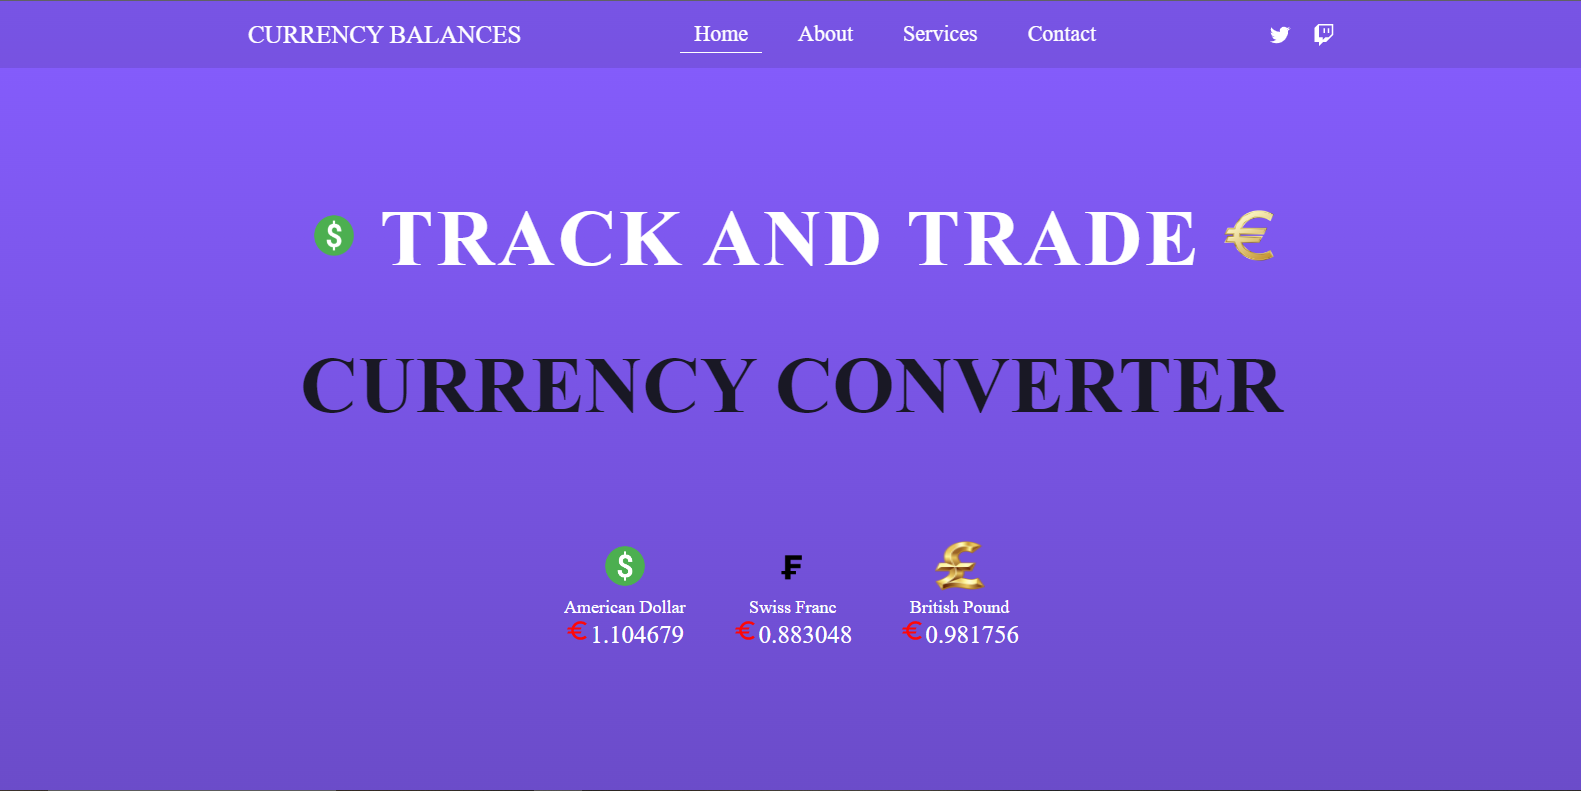 CURRENCY BALANCES Home About Services Contact
$ TRACK AND TRADE €
CURRENCY CONVERTER
$ ₣ £
American Dollar Swiss Franc British Pound
€ 1.104679 € 0.883048 € 0.981756